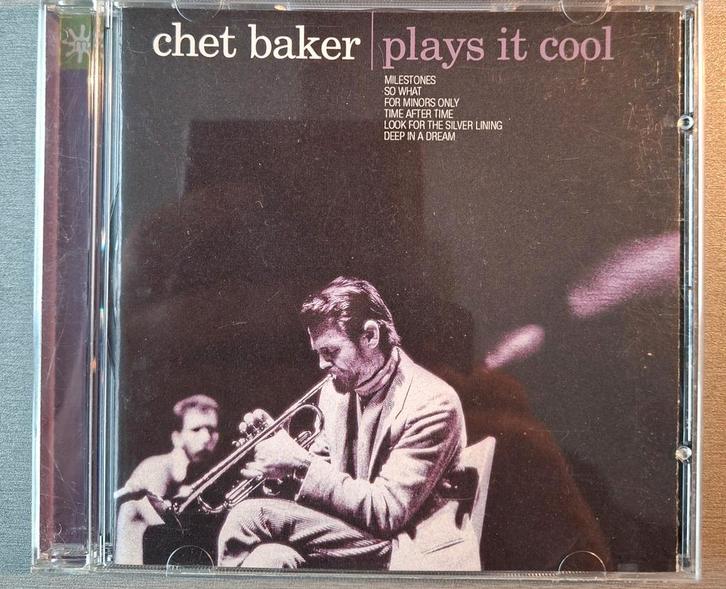 chet baker | plays it cool
MILESTONES
SO WHAT
FOR MINORS ONLY
TIME AFTER TIME
LOOK FOR THE SILVER LINING
DEEP IN A DREAM